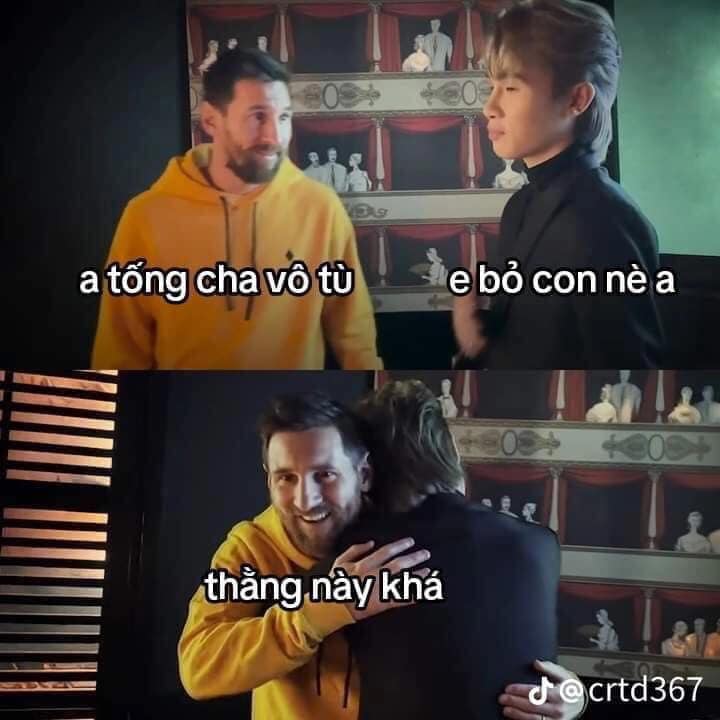 a tống cha vô tù
e bỏ con nè a
thằng này khá
@crtd367